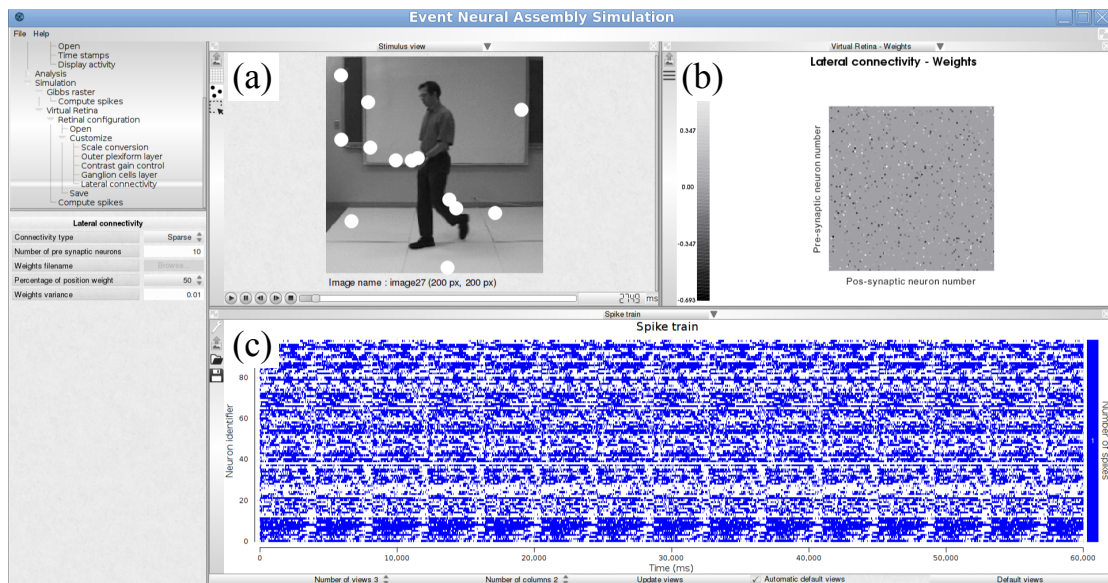 Event Neural Assembly Simulation
File Help
Open
Time stamps
Display activity
Analysis
Simulation
Gibbs raster
Compute spikes
Virtual Retina
Retinal configuration
Open
Customize
Scale conversion
Outer plexiform layer
Contrast gain control
Ganglion cells layer
Lateral connectivity
Save
Compute spikes
Lateral connectivity
Connectivity type Sparse
Number of pre synaptic neurons 10
Weights filename Browse...
Percentage of position weight 50
Weights variance 0.01
Stimulus view
(a)
Image name : image27 (200 px, 200 px)
2749 ms
Virtual Retina - Weights
(b)
Lateral connectivity - Weights
0.347
0.00
-0.347
-0.693
Pre-synaptic neuron number
Pos-synaptic neuron number
Spike train
Spike train
(c)
Neuron identifier
80
60
40
20
0
0 10,000 20,000 30,000 40,000 50,000 60,000
Time (ms)
Number of spikes
Number of views 3 Number of columns 2 Update views Automatic default views Default views